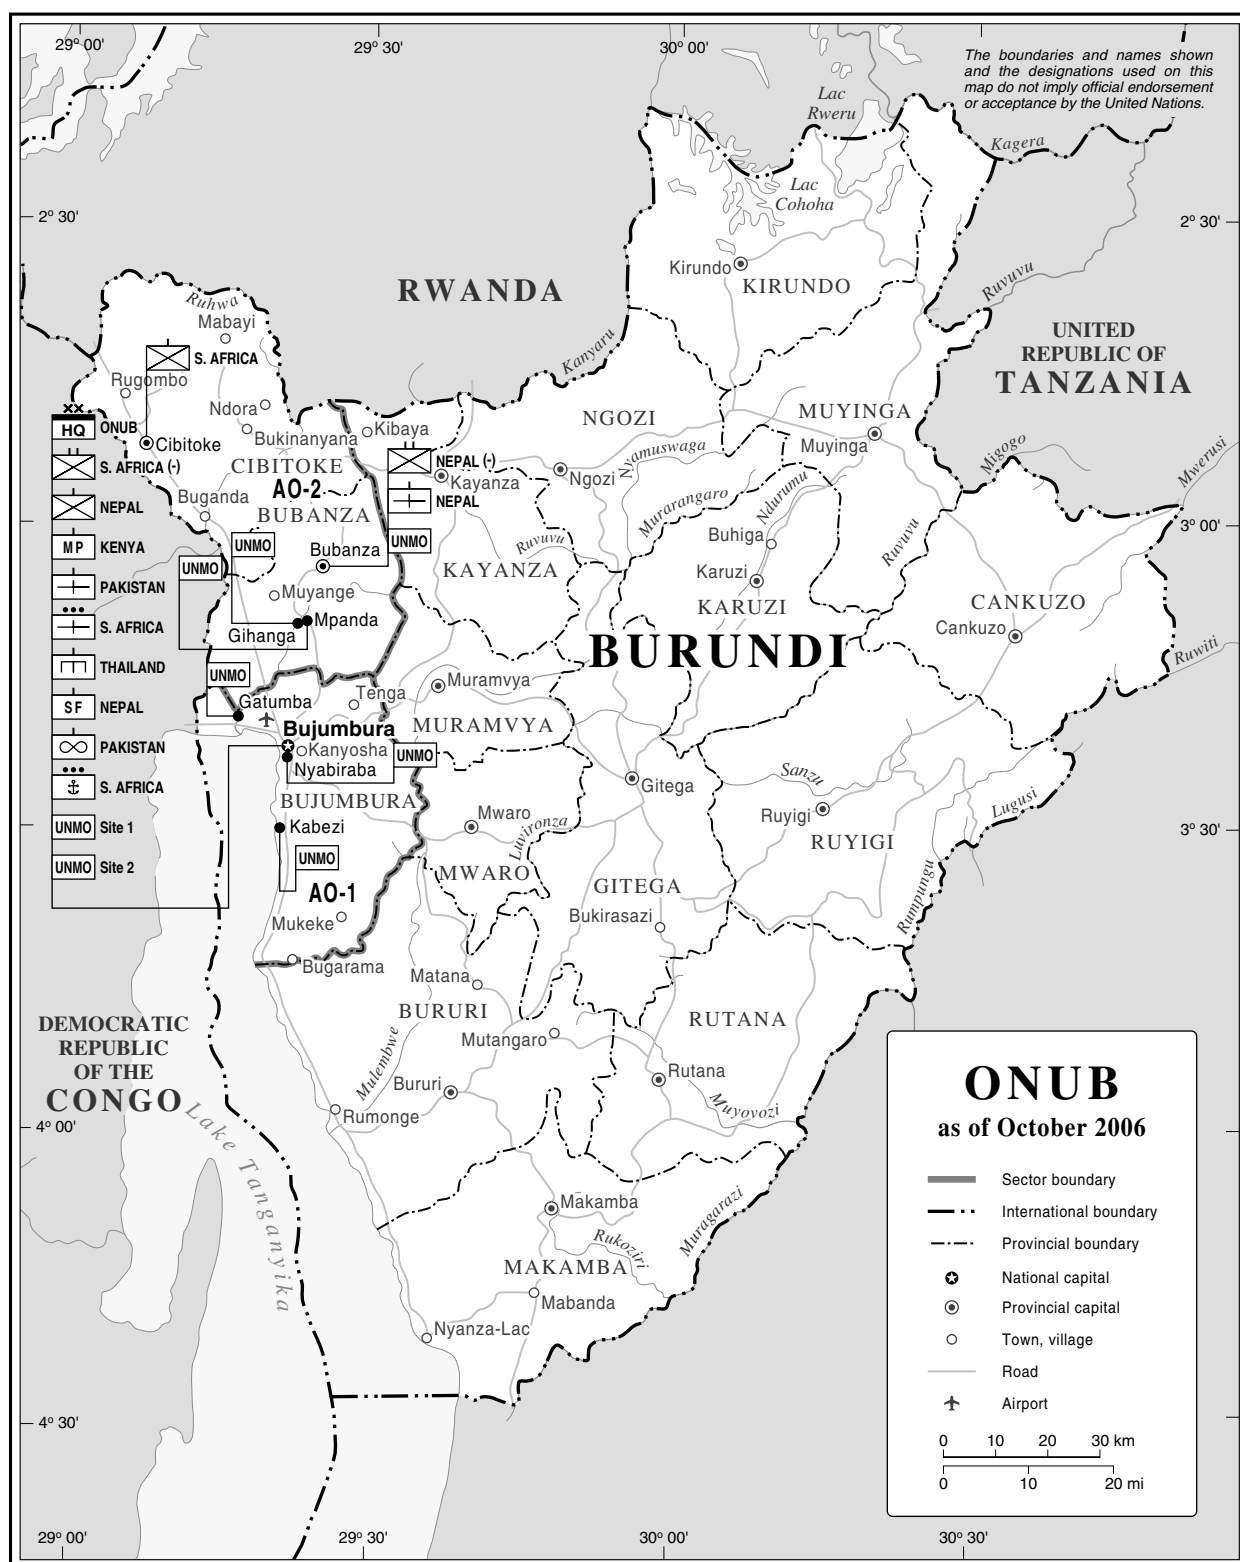 29° 00'
29° 30'
30° 00'
The boundaries and names shown
and the designations used on this
map do not imply official endorsement
or acceptance by the United Nations.
Lac
Rweru
Kagera
Lac
Cohoha
2° 30'
2° 30'
Kirundo
KIRUNDO
RWANDA
Ruvuvu
Ruhwa
Mabayi
UNITED
REPUBLIC OF
TANZANIA
Kanyaru
S. AFRICA
Rugombo
Ndora
NGOZI
MUYINGA
HQ
ONUB
Cibitoke
Bukinanyana
Kibaya
Muyinga
Nyamuswaga
Migogo
Mwerusi
S. AFRICA (-)
CIBITOKE
NEPAL (-)
Kayanza
Ngozi
AO-2
Buganda
NEPAL
BUBANZA
NEPAL
Murarangaro
Ndurumu
3° 00'
MP
KENYA
UNMO
Bubanza
UNMO
Ruvuvu
Buhiga
Ruvuvu
UNMO
KAYANZA
Karuzi
PAKISTAN
Muyange
KARUZI
CANKUZO
S. AFRICA
Gihanga
Mpanda
Cankuzo
BURUNDI
Ruwiti
THAILAND
UNMO
Tenga
Muramvya
SF
NEPAL
Gatumba
MURAMVYA
Bujumbura
PAKISTAN
Kanyosha
UNMO
Nyabiraba
Gitega
Sanzu
S. AFRICA
BUJUMBURA
Ruyigi
Lugusi
UNMO
Site 1
Kabezi
Mwaro
Luvironza
RUYIGI
3° 30'
UNMO
Site 2
UNMO
MWARO
GITEGA
Rumpungu
AO-1
Mukeke
Bukirasazi
Bugarama
Matana
DEMOCRATIC
REPUBLIC
OF THE
CONGO
BURURI
RUTANA
Mutangaro
Mulembwe
Bururi
Rutana
Muyovozi
Rumonge
4° 00'
Lake Tanganyika
Makamba
Muragarazi
Rukoziri
MAKAMBA
Mabanda
Nyanza-Lac
4° 30'
ONUB
as of October 2006
Sector boundary
International boundary
Provincial boundary
National capital
Provincial capital
Town, village
Road
Airport
0 10 20 30 km
0 10 20 mi
29° 00'
29° 30'
30° 00'
30° 30'